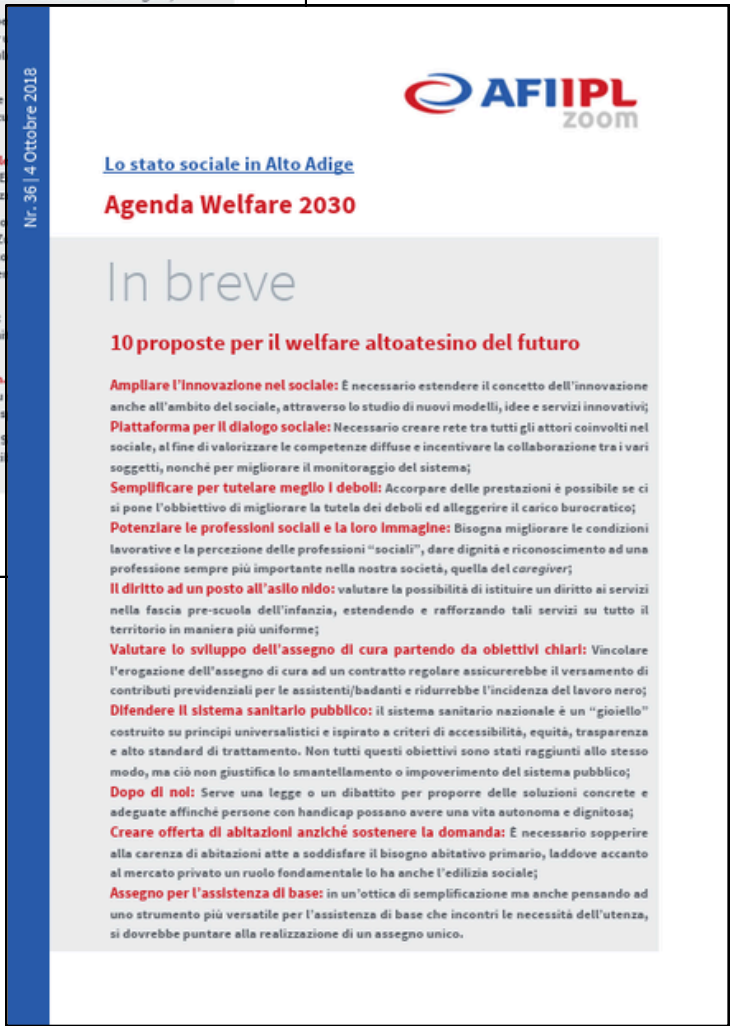 Nr. 36 | 4 Ottobre 2018
AFIIPL
zoom
Lo stato sociale in Alto Adige
Agenda Welfare 2030
In breve
10 proposte per il welfare altoatesino del futuro
Ampliare l'innovazione nel sociale: È necessario estendere il concetto dell'innovazione
anche all'ambito del sociale, attraverso lo studio di nuovi modelli, idee e servizi innovativi;
Piattaforma per il dialogo sociale: Necessario creare rete tra tutti gli attori coinvolti nel
sociale, al fine di valorizzare le competenze diffuse e incentivare la collaborazione tra i vari
soggetti, nonché per migliorare il monitoraggio del sistema;
Semplificare per tutelare meglio i deboli: Accorpare delle prestazioni è possibile se ci
si pone l'obbiettivo di migliorare la tutela dei deboli ed alleggerire il carico burocratico;
Potenziare le professioni sociali e la loro immagine: Bisogna migliorare le condizioni
lavorative e la percezione delle professioni "sociali", dare dignità e riconoscimento ad una
professione sempre più importante nella nostra società, quella del caregiver;
Il diritto ad un posto all'asilo nido: valutare la possibilità di istituire un diritto ai servizi
nella fascia pre-scuola dell'infanzia, estendendo e rafforzando tali servizi su tutto il
territorio in maniera più uniforme;
Valutare lo sviluppo dell'assegno di cura partendo da obiettivi chiari: Vincolare
l'erogazione dell'assegno di cura ad un contratto regolare assicurerebbe il versamento di
contributi previdenziali per le assistenti/badanti e ridurrebbe l'incidenza del lavoro nero;
Difendere il sistema sanitario pubblico: il sistema sanitario nazionale è un "gioiello"
costruito su principi universalistici e ispirato a criteri di accessibilità, equità, trasparenza
e alto standard di trattamento. Non tutti questi obiettivi sono stati raggiunti allo stesso
modo, ma ciò non giustifica lo smantellamento o impoverimento del sistema pubblico;
Dopo di noi: Serve una legge o un dibattito per proporre delle soluzioni concrete e
adeguate affinché persone con handicap possano avere una vita autonoma e dignitosa;
Creare offerta di abitazioni anziché sostenere la domanda: È necessario sopperire
alla carenza di abitazioni atte a soddisfare il bisogno abitativo primario, laddove accanto
al mercato privato un ruolo fondamentale lo ha anche l'edilizia sociale;
Assegno per l'assistenza di base: in un'ottica di semplificazione ma anche pensando ad
uno strumento più versatile per l'assistenza di base che incontri le necessità dell'utenza,
si dovrebbe puntare alla realizzazione di un assegno unico.